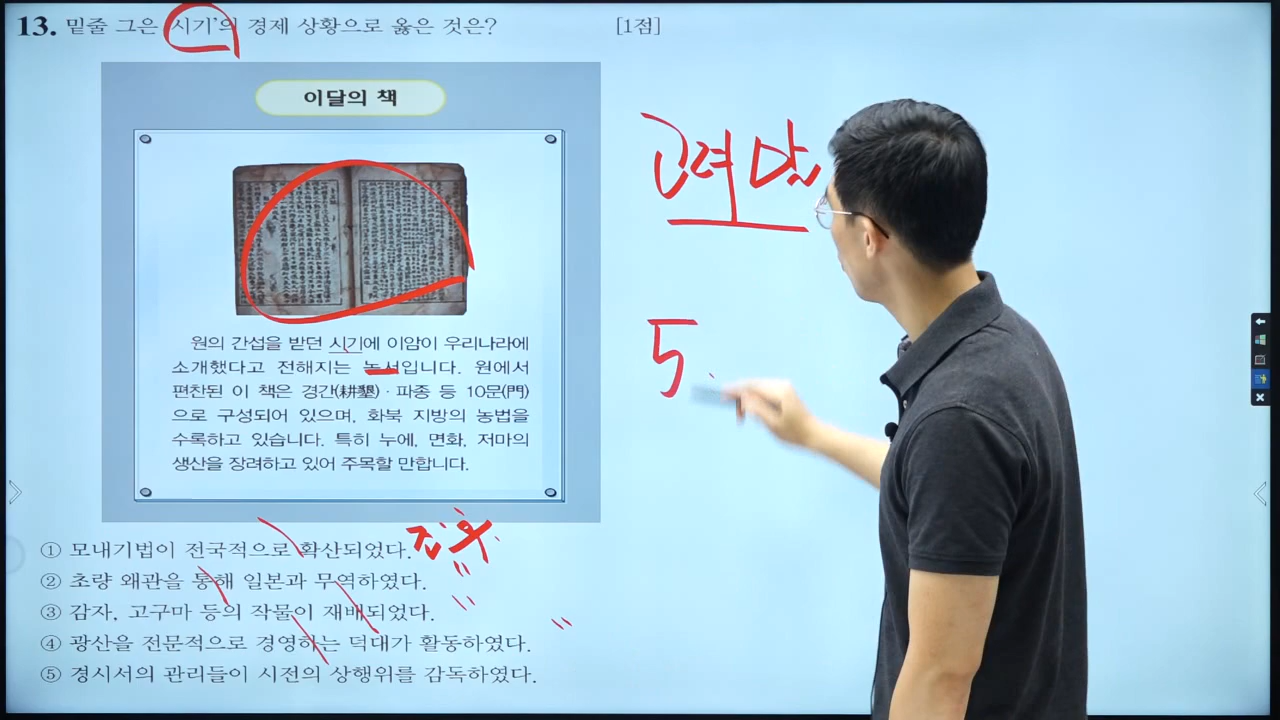 13. 밑줄 그은 '시기'의 경제 상황으로 옳은 것은? [1점]
이달의 책
원의 간섭을 받던 시기에 이암이 우리나라에
소개했다고 전해지는 농서입니다. 원에서
편찬된 이 책은 경간(耕墾)·파종 등 10문(門)
으로 구성되어 있으며, 화북 지방의 농법을
수록하고 있습니다. 특히 누에, 면화, 저마의
생산을 장려하고 있어 주목할 만합니다.
① 모내기법이 전국적으로 확산되었다.
② 초량 왜관을 통해 일본과 무역하였다.
③ 감자, 고구마 등의 작물이 재배되었다.
④ 광산을 전문적으로 경영하는 덕대가 활동하였다.
⑤ 경시서의 관리들이 시전의 상행위를 감독하였다.
고려 말
5